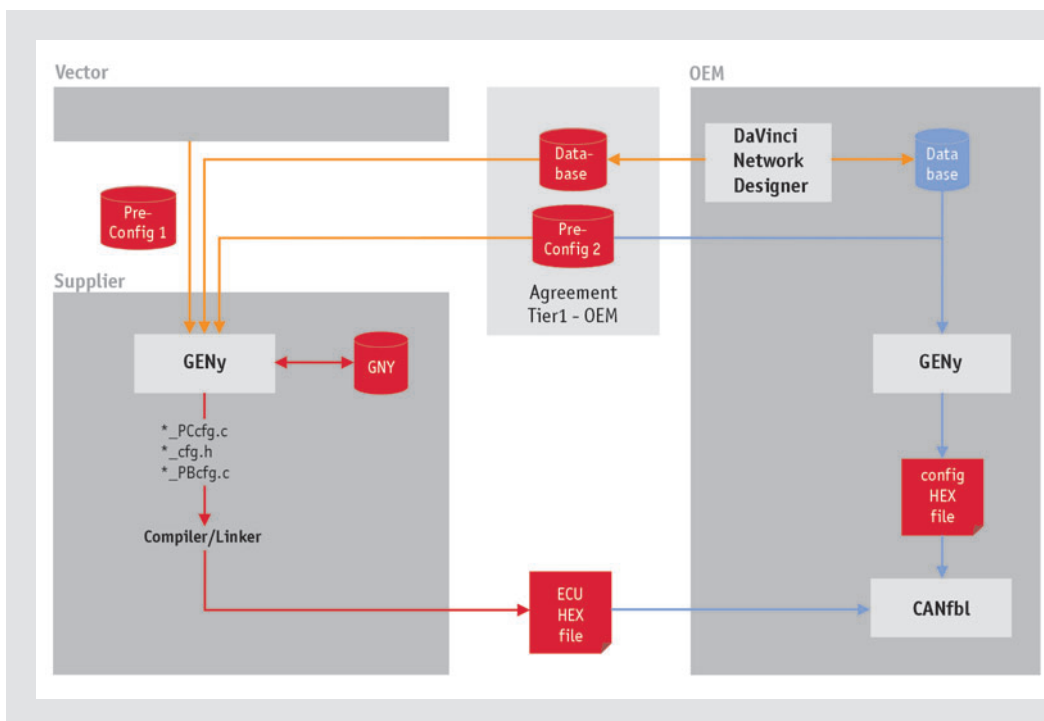 Vector
OEM
Data-
base
DaVinci
Network
Designer
Data
base
Pre-
Config 1
Pre-
Config 2
Agreement
Tier1 - OEM
Supplier
GENy
GNY
GENy
*_PCcfg.c
*_cfg.h
*_PBcfg.c
config
HEX
file
Compiler/Linker
ECU
HEX
file
CANfbl